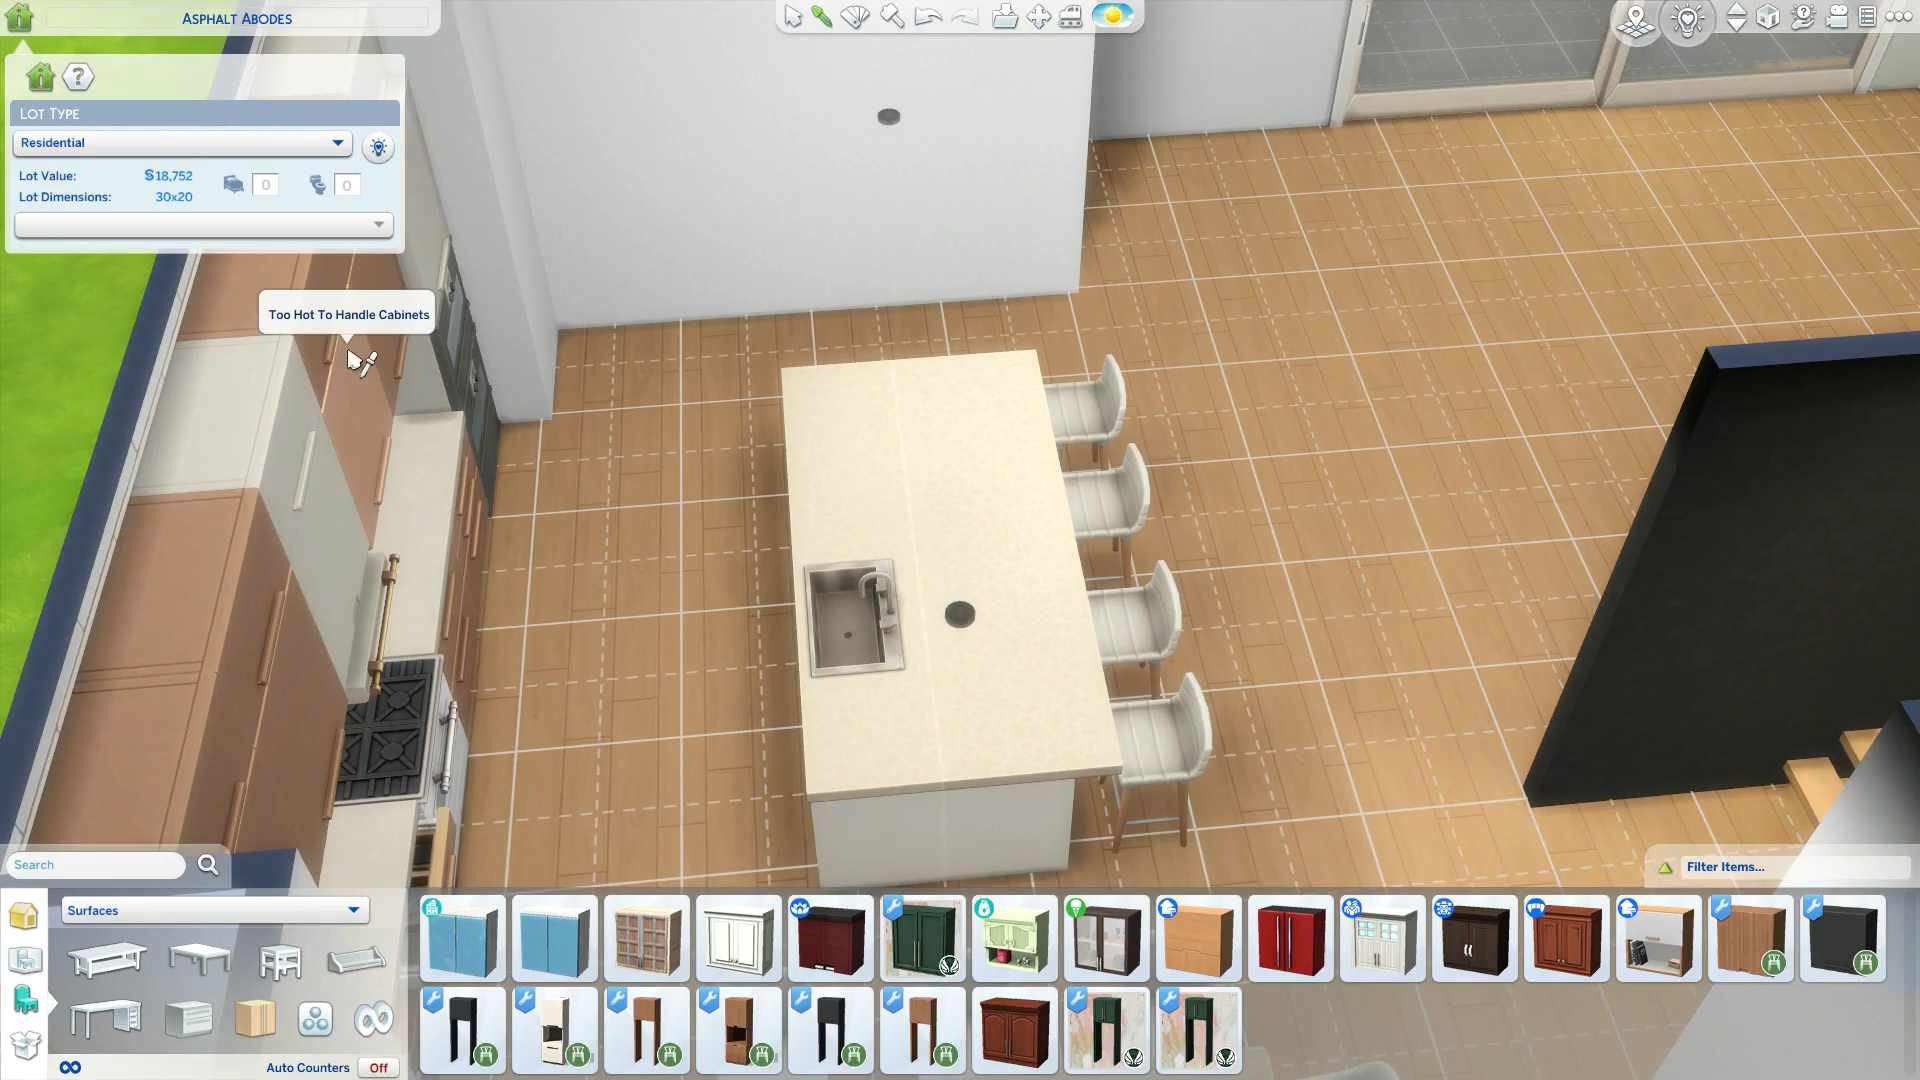 Asphalt Abodes
Lot Type
Residential
Lot Value: §18,752
0
0
Lot Dimensions: 30x20
Too Hot To Handle Cabinets
Search
Filter Items...
Surfaces
Auto Counters Off